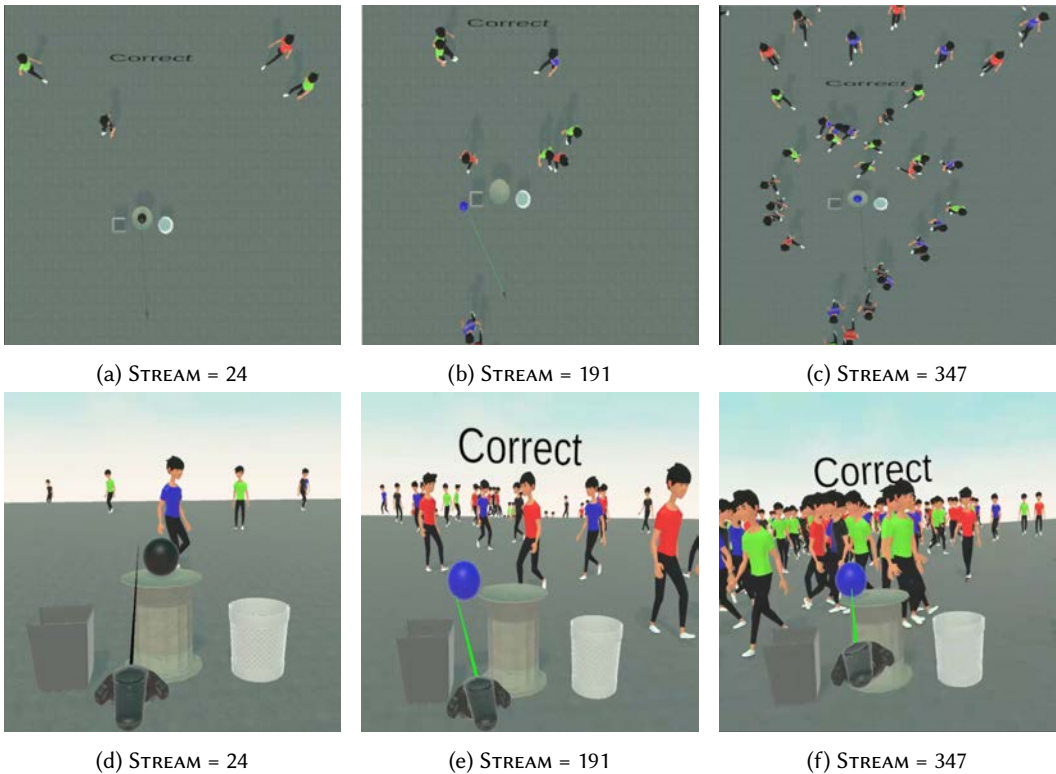 Correct
Correct
Correct
(a) STREAM = 24
(b) STREAM = 191
(c) STREAM = 347
Correct
Correct
(d) STREAM = 24
(e) STREAM = 191
(f) STREAM = 347